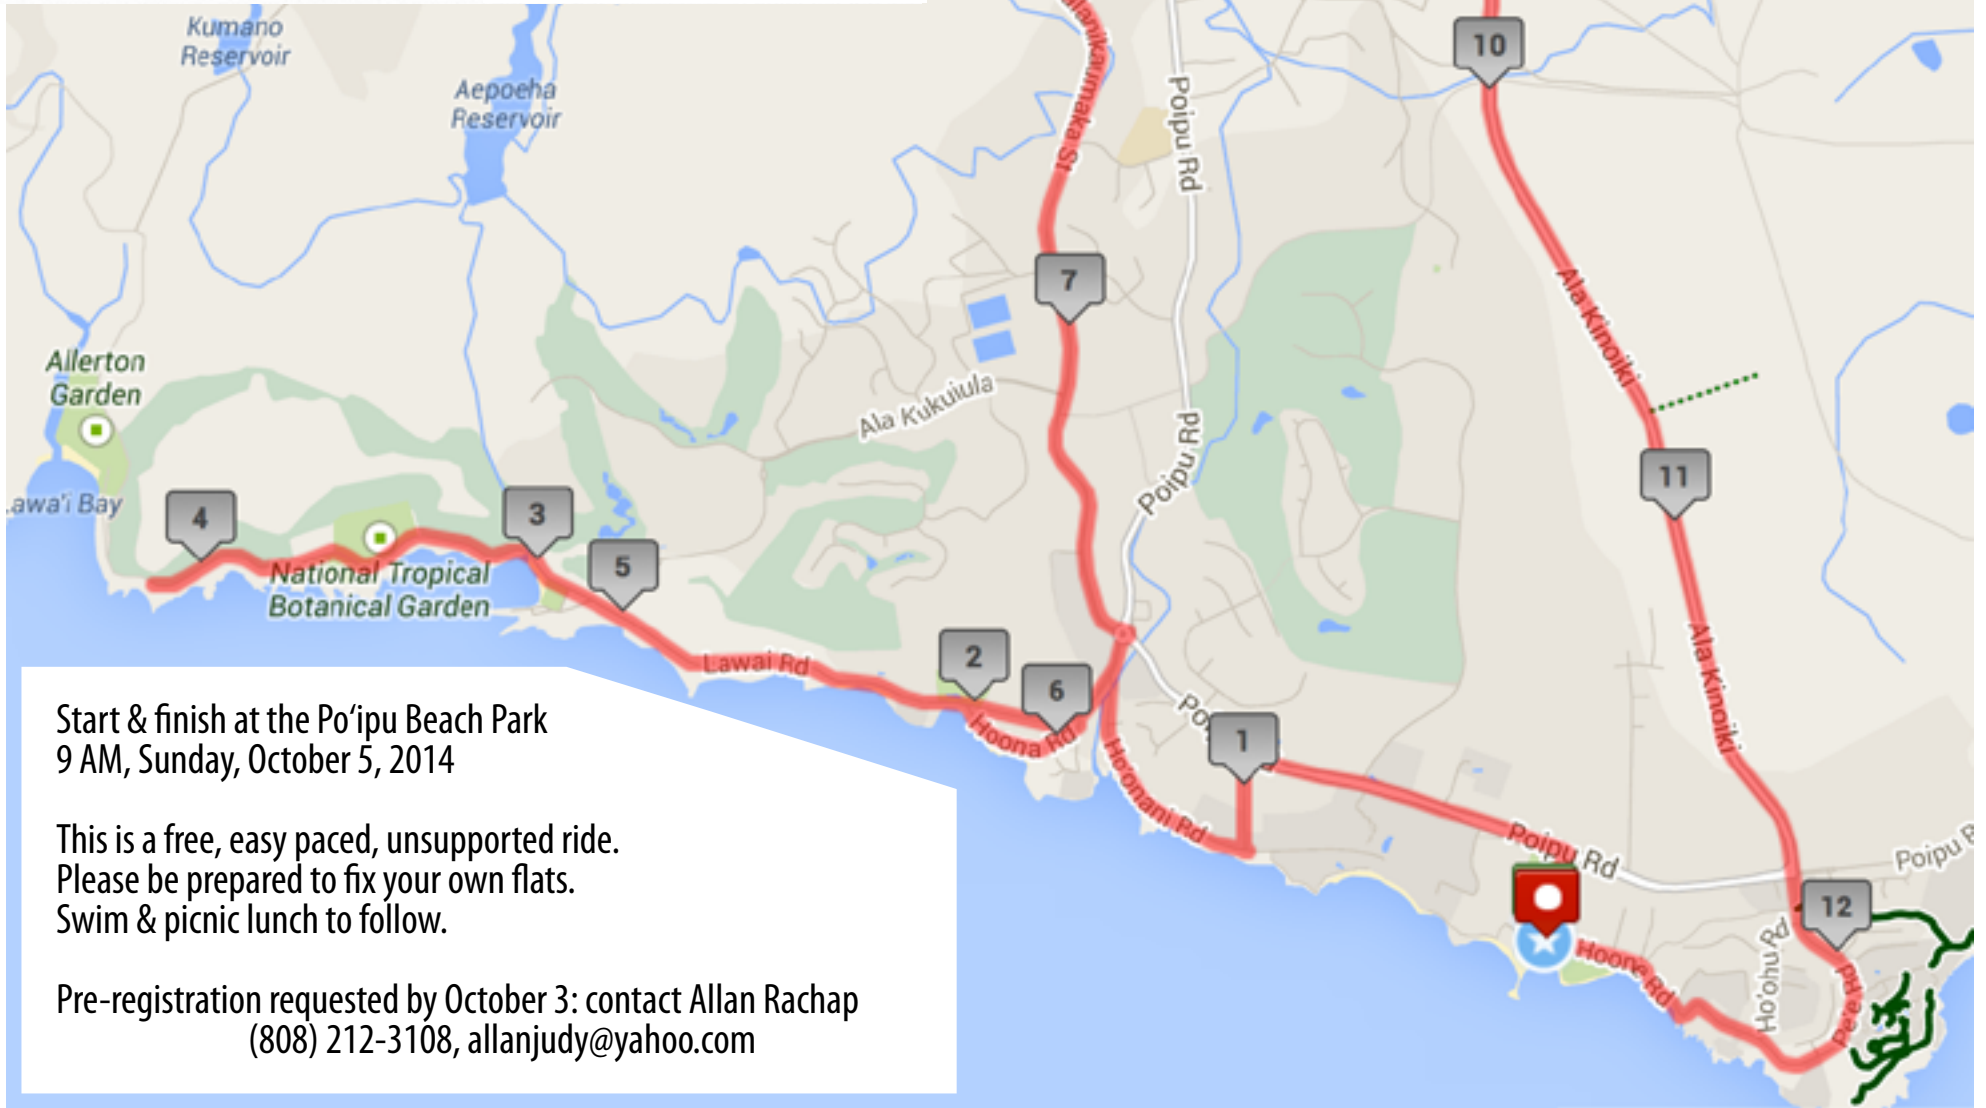 Kumano
Reservoir
Aepoeha
Reservoir
10
Poipu Rd
7
Ala Kinoiki
Allerton
Garden
Ala Kukuiula
Poipu Rd
11
4
3
5
National Tropical
Botanical Garden
Lawai Rd
2
6
Hoona Rd
Ho'onani Rd
1
Ala Kinoiki
Poipu Rd
12
Hoone Rd
Ho'ohu Rd
Pe'e Rd
Start & finish at the Po‘ipu Beach Park
9 AM, Sunday, October 5, 2014
This is a free, easy paced, unsupported ride.
Please be prepared to fix your own flats.
Swim & picnic lunch to follow.
Pre-registration requested by October 3: contact Allan Rachap
(808) 212-3108, allanjudy@yahoo.com